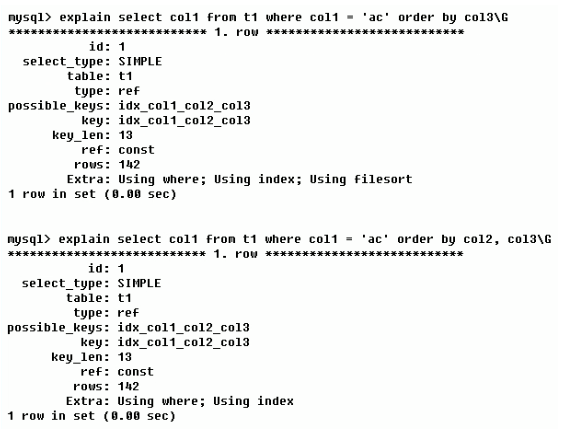 mysql> explain select col1 from t1 where col1 = 'ac' order by col3\G
*************************** 1. row ***************************
id: 1
select_type: SIMPLE
table: t1
type: ref
possible_keys: idx_col1_col2_col3
key: idx_col1_col2_col3
key_len: 13
ref: const
rows: 142
Extra: Using where; Using index; Using filesort
1 row in set (0.00 sec)
mysql> explain select col1 from t1 where col1 = 'ac' order by col2, col3\G
*************************** 1. row ***************************
id: 1
select_type: SIMPLE
table: t1
type: ref
possible_keys: idx_col1_col2_col3
key: idx_col1_col2_col3
key_len: 13
ref: const
rows: 142
Extra: Using where; Using index
1 row in set (0.00 sec)